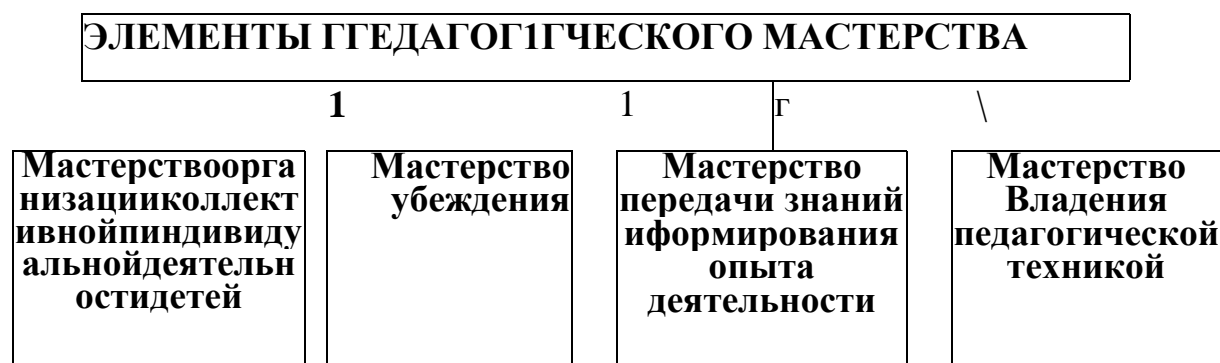 ЭЛЕМЕНТЫ ГГЕДАГОГ1ГЧЕСКОГО МАСТЕРСТВА
1 1 г \
Мастерствоорга
низацииколлект
ивнойпиндивиду
альнойдеятельн
остидетей
Мастерство
убеждения
Мастерство
передачи знаний
иформирования
опыта
деятельности
Мастерство
Владения
педагогической
техникой